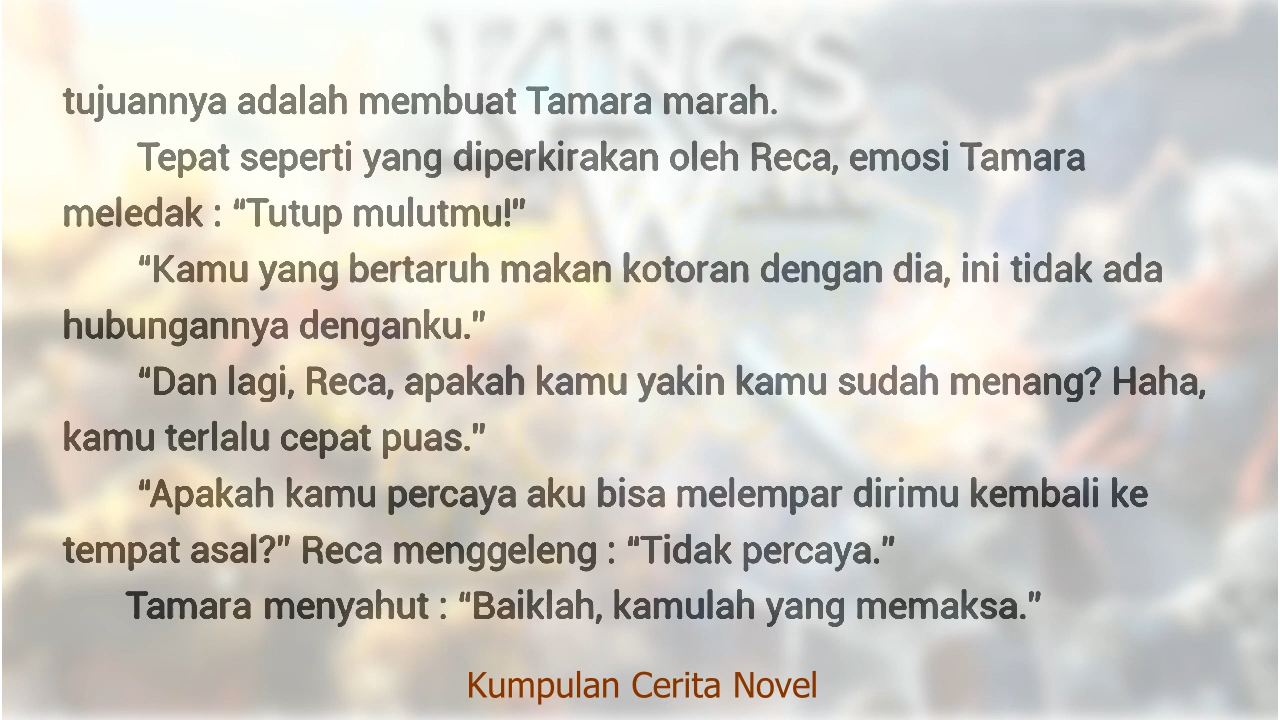 KINGS
W
tujuannya adalah membuat Tamara marah.
Tepat seperti yang diperkirakan oleh Reca, emosi Tamara
meledak : “Tutup mulutmu!”
“Kamu yang bertaruh makan kotoran dengan dia, ini tidak ada
hubungannya denganku.”
“Dan lagi, Reca, apakah kamu yakin kamu sudah menang? Haha,
kamu terlalu cepat puas.”
“Apakah kamu percaya aku bisa melempar dirimu kembali ke
tempat asal?” Reca menggeleng : “Tidak percaya.”
Tamara menyahut : “Baiklah, kamulah yang memaksa.”
Kumpulan Cerita Novel